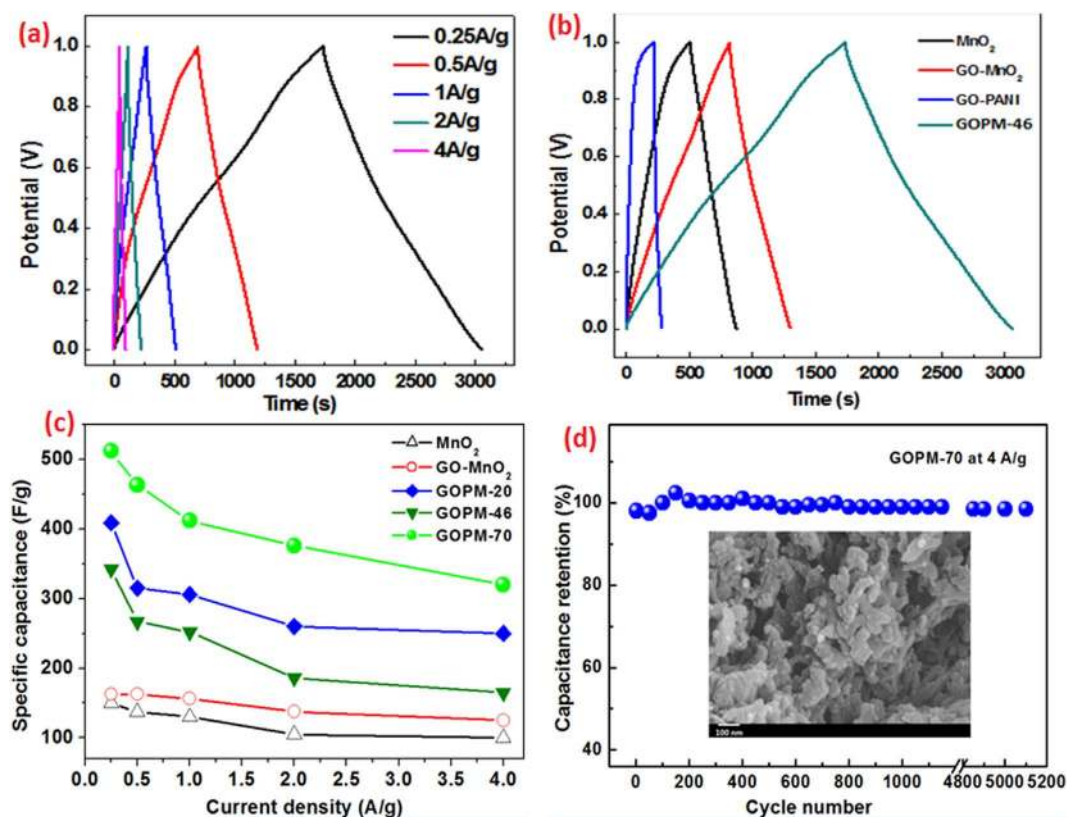 (a)
0.25A/g
0.5A/g
1A/g
2A/g
4A/g
Potential (V)
1.0
0.8
0.6
0.4
0.2
0.0
0 500 1000 1500 2000 2500 3000
Time (s)
(b)
MnO₂
GO-MnO₂
GO-PANI
GOPM-46
Potential (V)
1.0
0.8
0.6
0.4
0.2
0.0
0 500 1000 1500 2000 2500 3000
Time (s)
(c)
MnO₂
GO-MnO₂
GOPM-20
GOPM-46
GOPM-70
Specific capacitance (F/g)
500
400
300
200
100
0.0 0.5 1.0 1.5 2.0 2.5 3.0 3.5 4.0
Current density (A/g)
(d)
GOPM-70 at 4 A/g
Capacitance retention (%)
120
100
80
60
40
100 nm
0 200 400 600 800 1000 4800 5000 5200
Cycle number